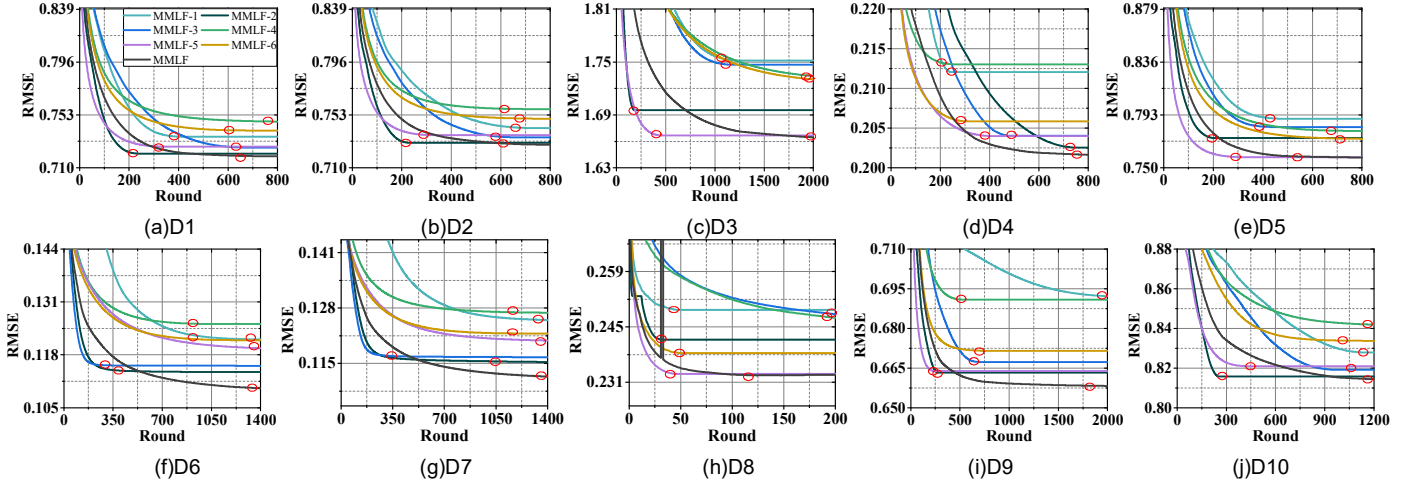 MMLF-1 MMLF-2
MMLF-3 MMLF-4
MMLF-5 MMLF-6
MMLF
RMSE
0.839
0.796
0.753
0.710
0 200 400 600 800
Round
(a)D1
RMSE
0.839
0.796
0.753
0.710
0 200 400 600 800
Round
(b)D2
RMSE
1.81
1.75
1.69
1.63
0 500 1000 1500 2000
Round
(c)D3
RMSE
0.220
0.215
0.210
0.205
0.200
0 200 400 600 800
Round
(d)D4
RMSE
0.879
0.836
0.793
0.750
0 200 400 600 800
Round
(e)D5
RMSE
0.144
0.131
0.118
0.105
0 350 700 1050 1400
Round
(f)D6
RMSE
0.141
0.128
0.115
0 350 700 1050 1400
Round
(g)D7
RMSE
0.259
0.245
0.231
0 50 100 150 200
Round
(h)D8
RMSE
0.710
0.695
0.680
0.665
0.650
0 500 1000 1500 2000
Round
(i)D9
RMSE
0.88
0.86
0.84
0.82
0.80
0 300 600 900 1200
Round
(j)D10